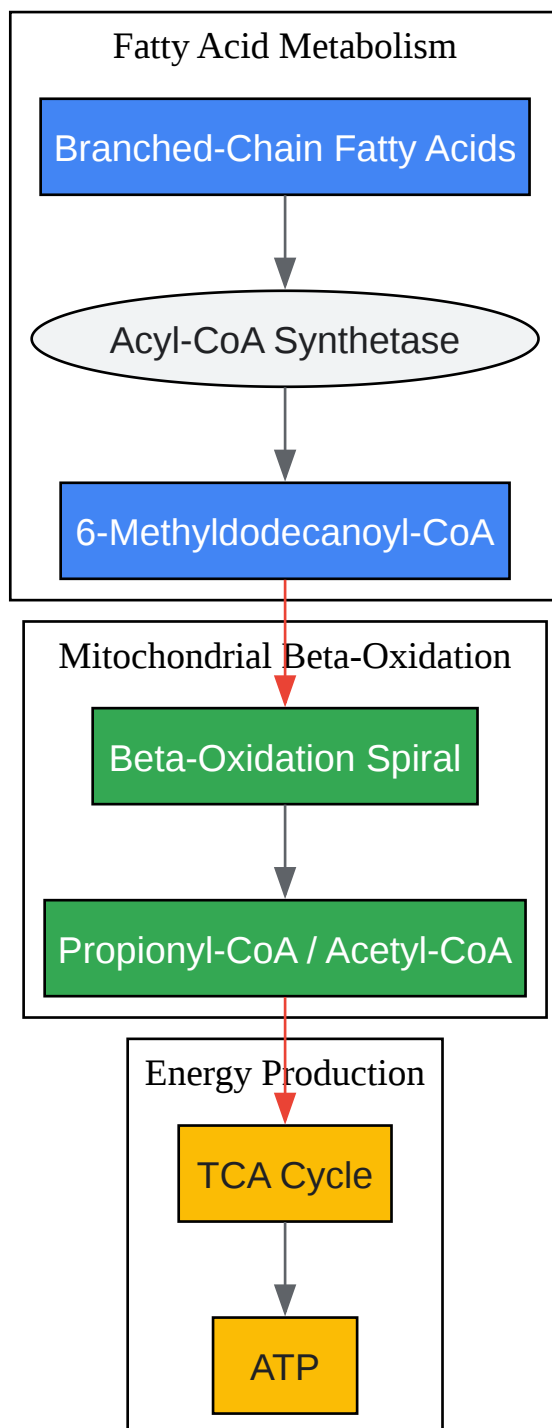 Fatty Acid Metabolism
Branched-Chain Fatty Acids
Acyl-CoA Synthetase
6-Methyldodecanoyl-CoA
Mitochondrial Beta-Oxidation
Beta-Oxidation Spiral
Propionyl-CoA / Acetyl-CoA
Energy Production
TCA Cycle
ATP